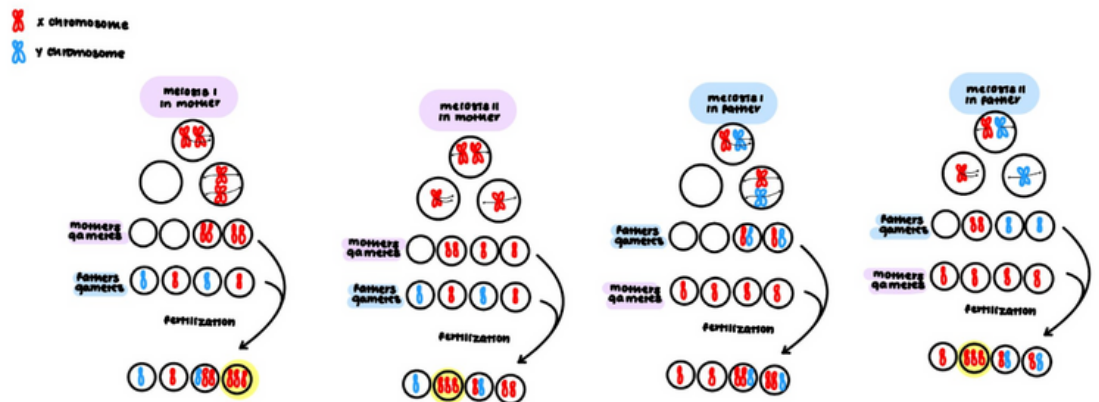 x chromosome
y chromosome
meiosis I
in mother
mothers
gametes
fathers
gametes
fertilization
meiosis II
in mother
mothers
gametes
fathers
gametes
fertilization
meiosis I
in father
fathers
gametes
mothers
gametes
fertilization
meiosis II
in father
fathers
gametes
mothers
gametes
fertilization